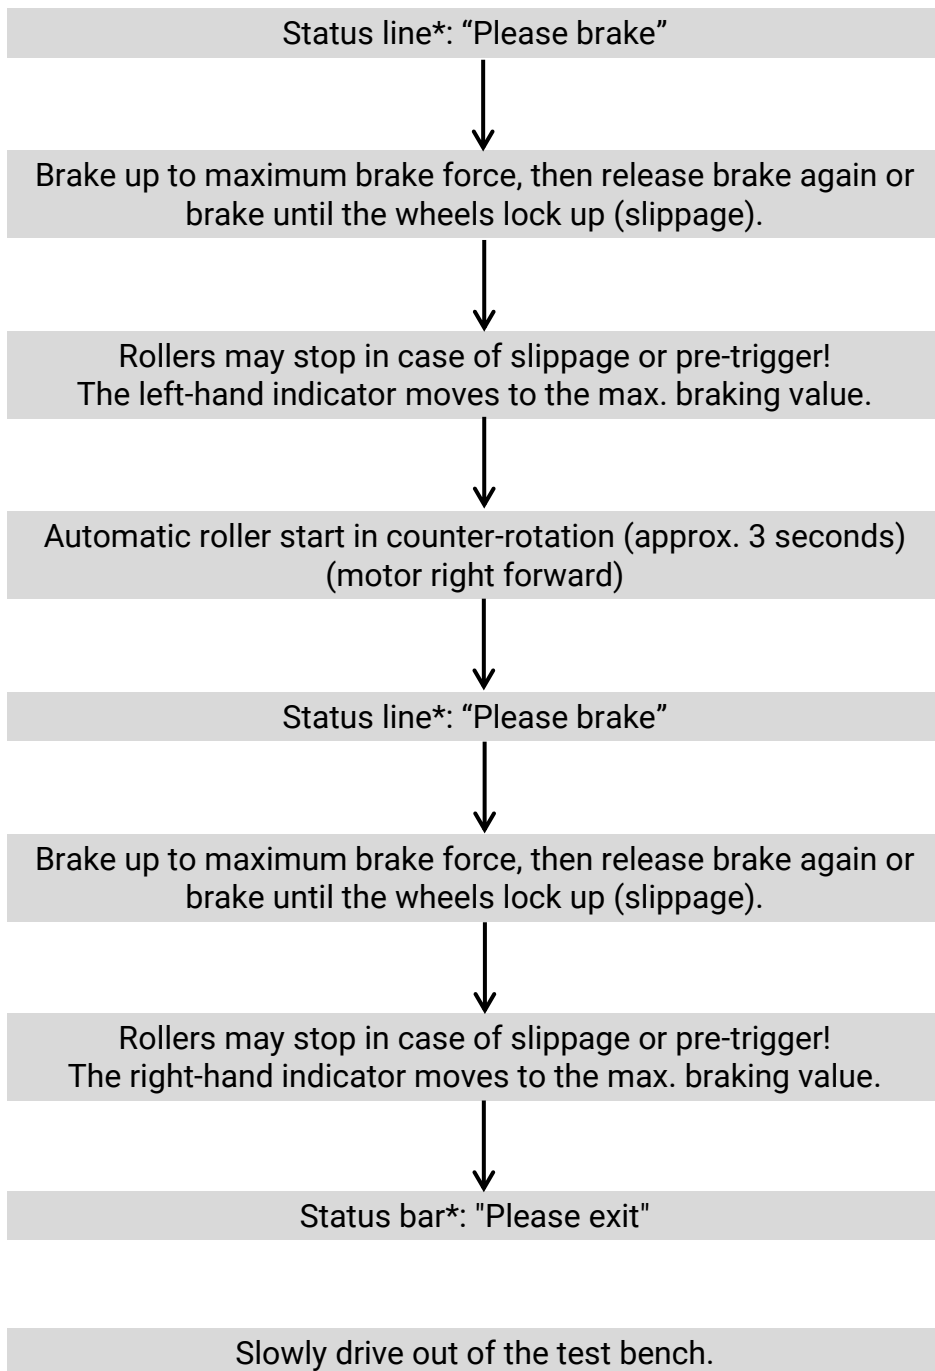 Status line*: “Please brake”
Brake up to maximum brake force, then release brake again or
brake until the wheels lock up (slippage).
Rollers may stop in case of slippage or pre-trigger!
The left-hand indicator moves to the max. braking value.
Automatic roller start in counter-rotation (approx. 3 seconds)
(motor right forward)
Status line*: “Please brake”
Brake up to maximum brake force, then release brake again or
brake until the wheels lock up (slippage).
Rollers may stop in case of slippage or pre-trigger!
The right-hand indicator moves to the max. braking value.
Status bar*: "Please exit"
Slowly drive out of the test bench.